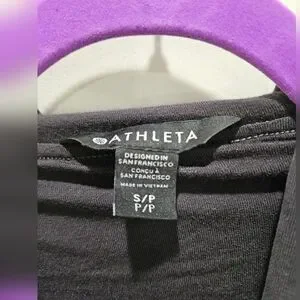 ATHLETA
DESIGNED IN
SAN FRANCISCO
CONÇU À
SAN FRANCISCO
MADE IN VIETNAM
S/P
P/P